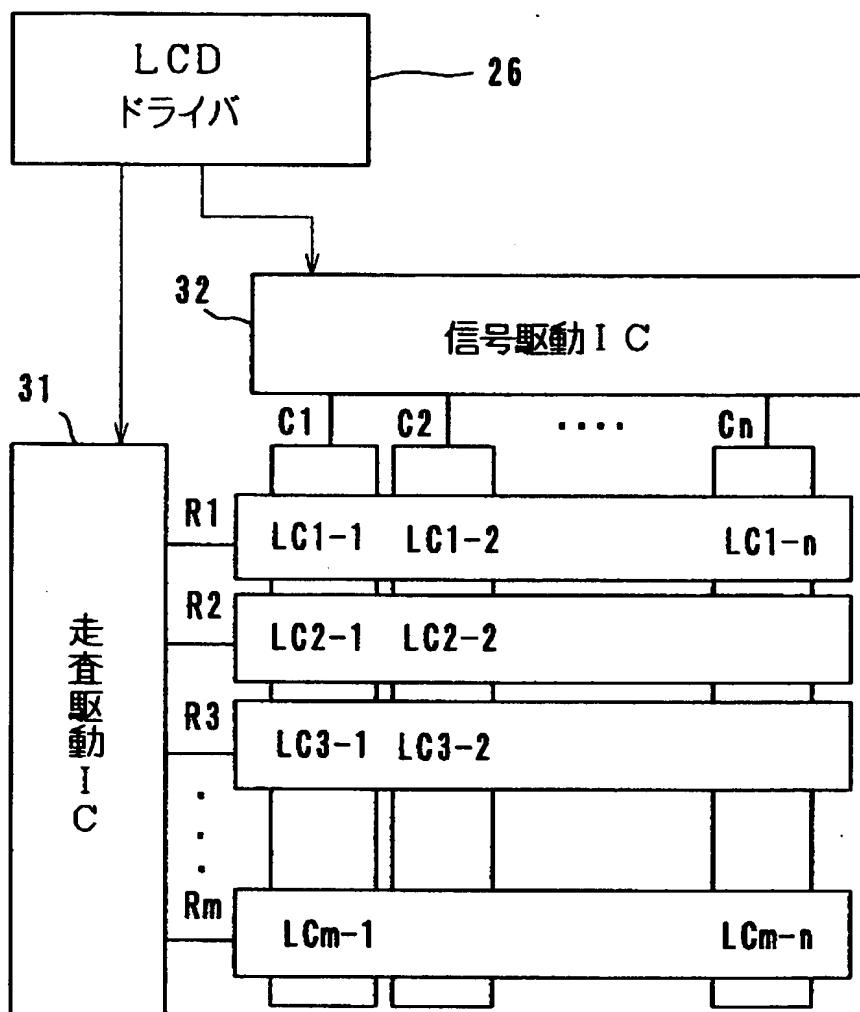 LCD
ドライバ
26
32
信号駆動IC
31
C1 C2 ···· Cn
R1
LC1-1 LC1-2 LC1-n
R2
LC2-1 LC2-2
走査駆動IC
R3
LC3-1 LC3-2
···
Rm
LCm-1 LCm-n